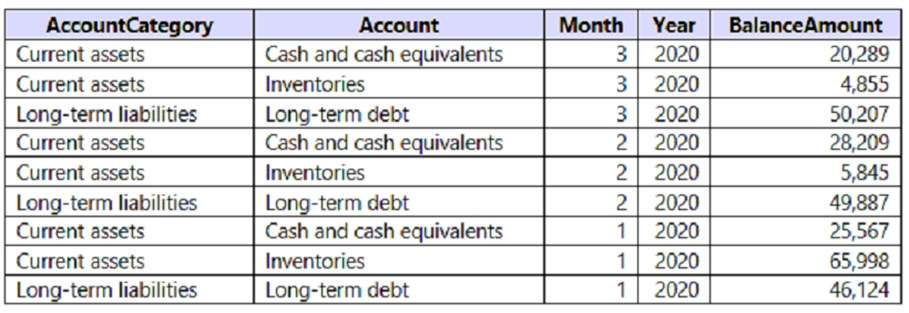 AccountCategory Account Month Year BalanceAmount
Current assets Cash and cash equivalents 3 2020 20,289
Current assets Inventories 3 2020 4,855
Long-term liabilities Long-term debt 3 2020 50,207
Current assets Cash and cash equivalents 2 2020 28,209
Current assets Inventories 2 2020 5,845
Long-term liabilities Long-term debt 2 2020 49,887
Current assets Cash and cash equivalents 1 2020 25,567
Current assets Inventories 1 2020 65,998
Long-term liabilities Long-term debt 1 2020 46,124